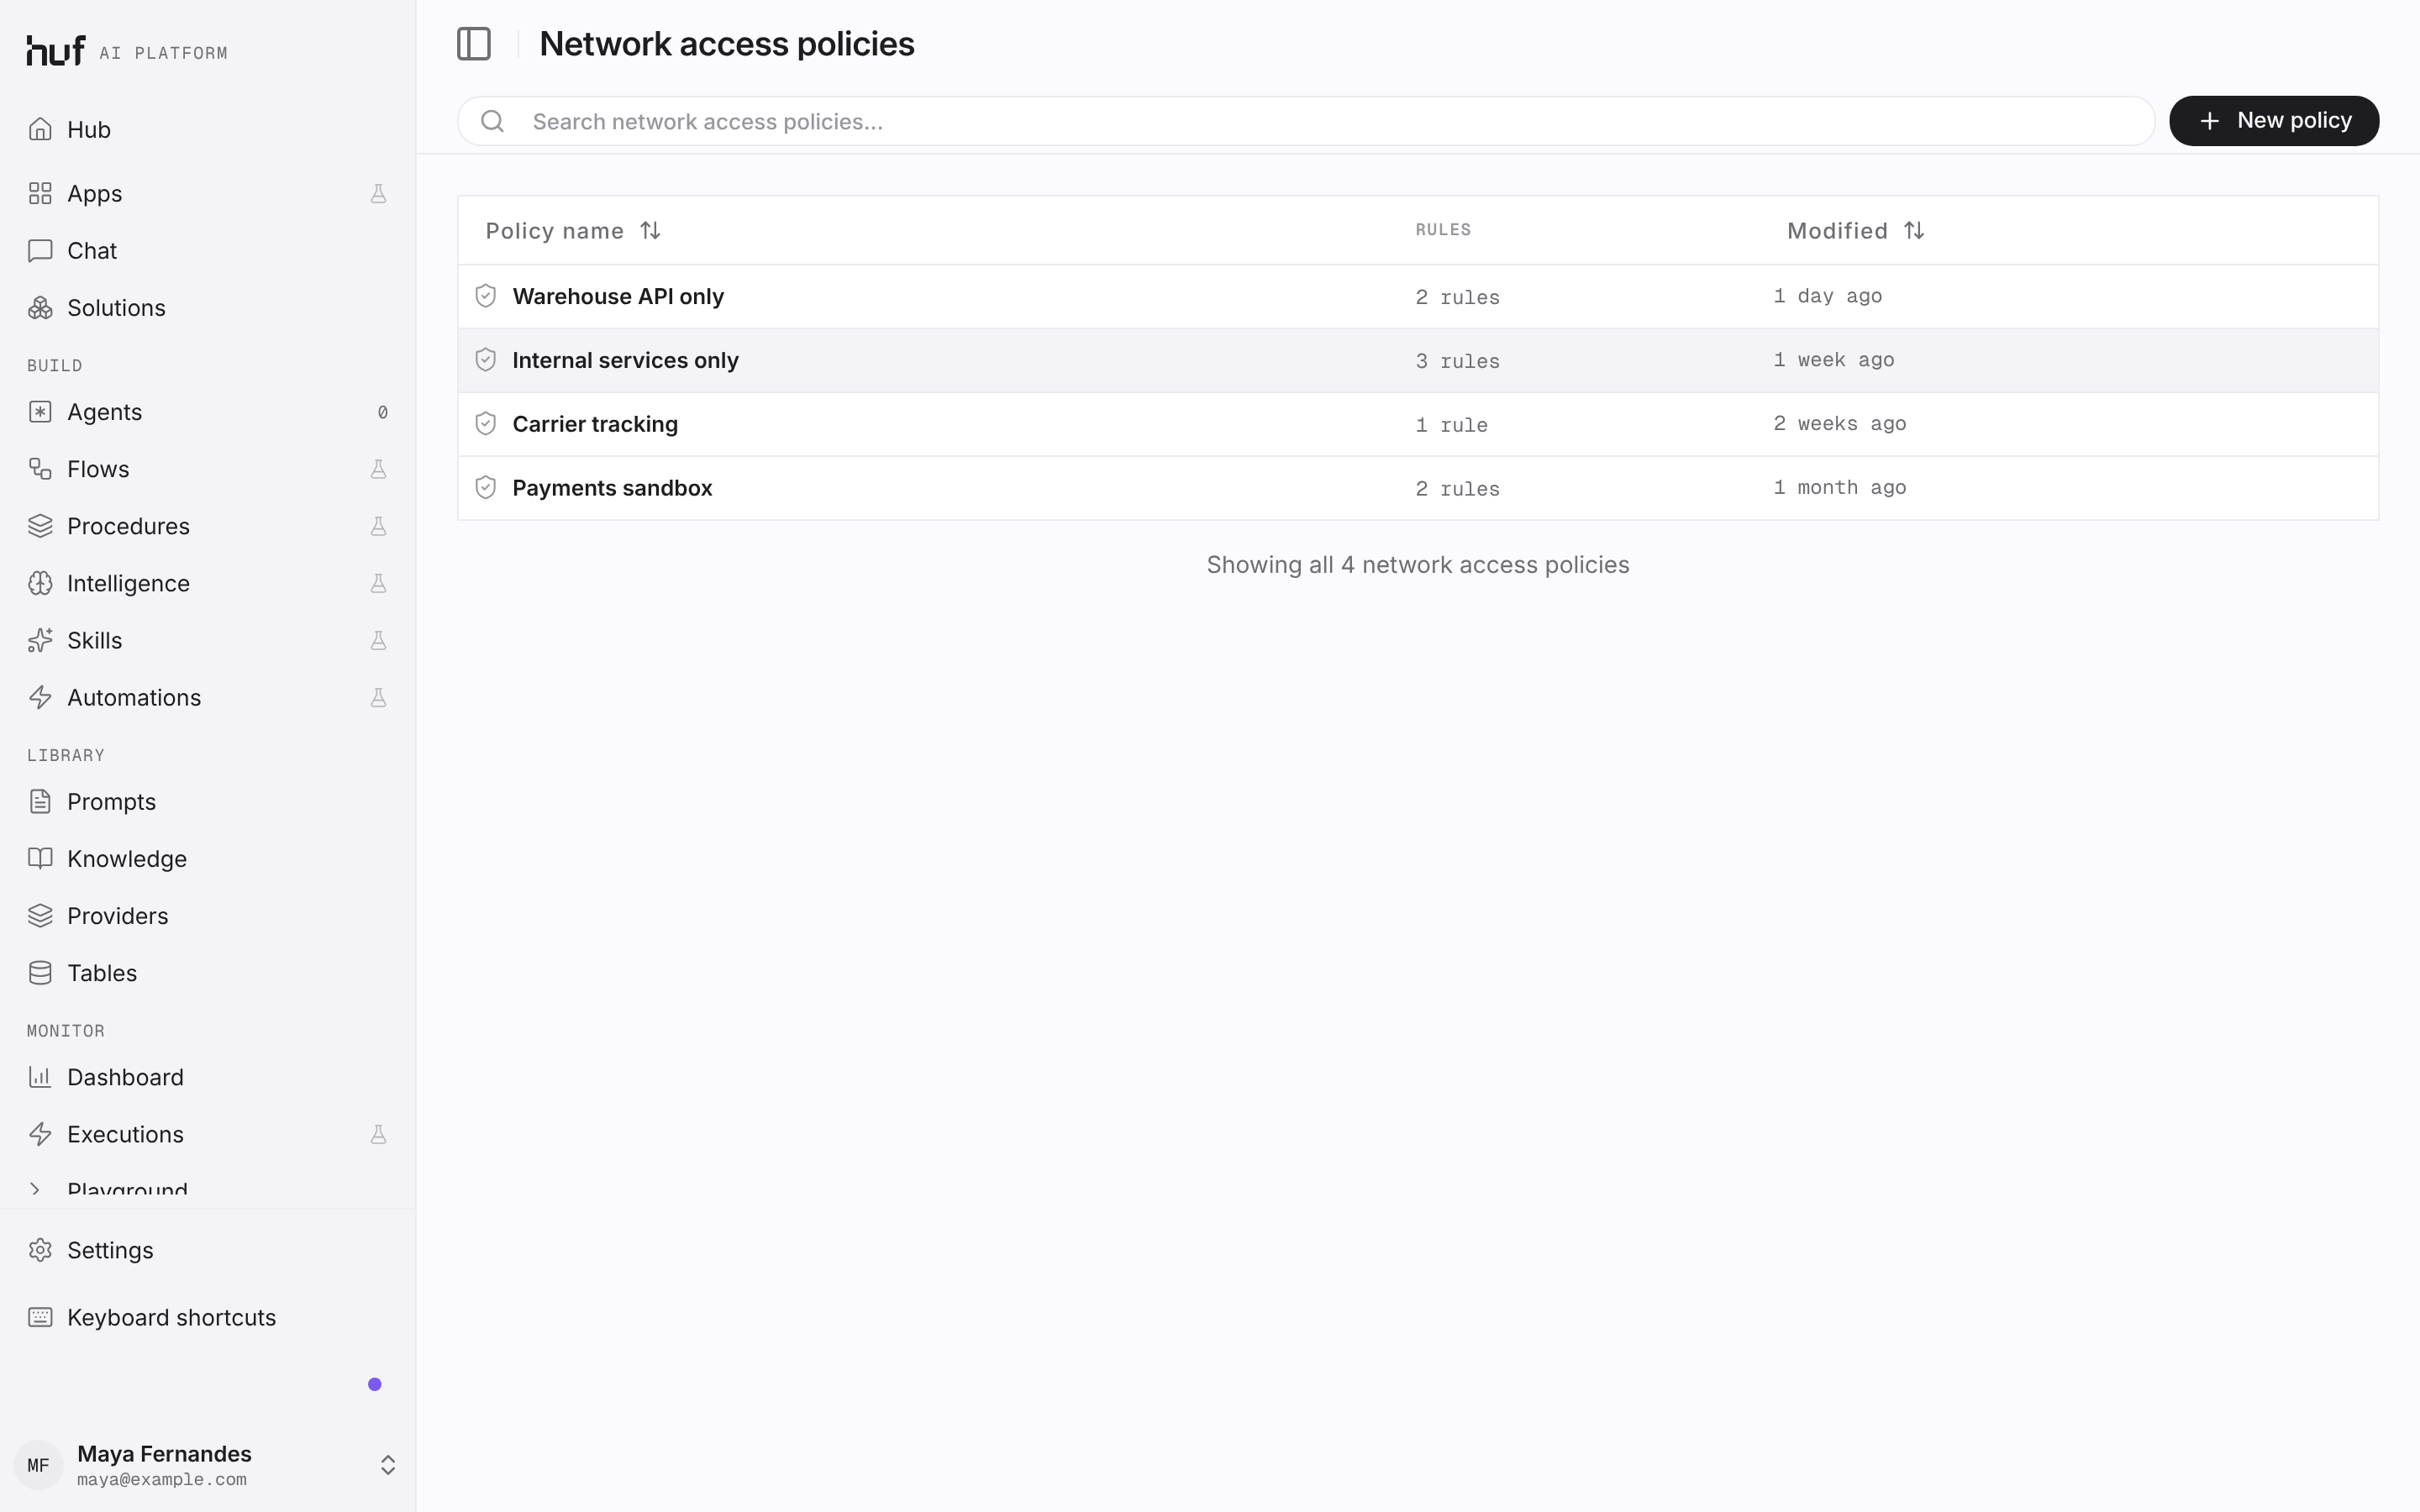 huf AI PLATFORM
Hub
Apps
Chat
Solutions
BUILD
Agents 0
Flows
Procedures
Intelligence
Skills
Automations
LIBRARY
Prompts
Knowledge
Providers
Tables
MONITOR
Dashboard
Executions
Playground
Settings
Keyboard shortcuts
MF
Maya Fernandes
maya@example.com
Network access policies
Search network access policies...
New policy
Policy name RULES Modified
Warehouse API only 2 rules 1 day ago
Internal services only 3 rules 1 week ago
Carrier tracking 1 rule 2 weeks ago
Payments sandbox 2 rules 1 month ago
Showing all 4 network access policies